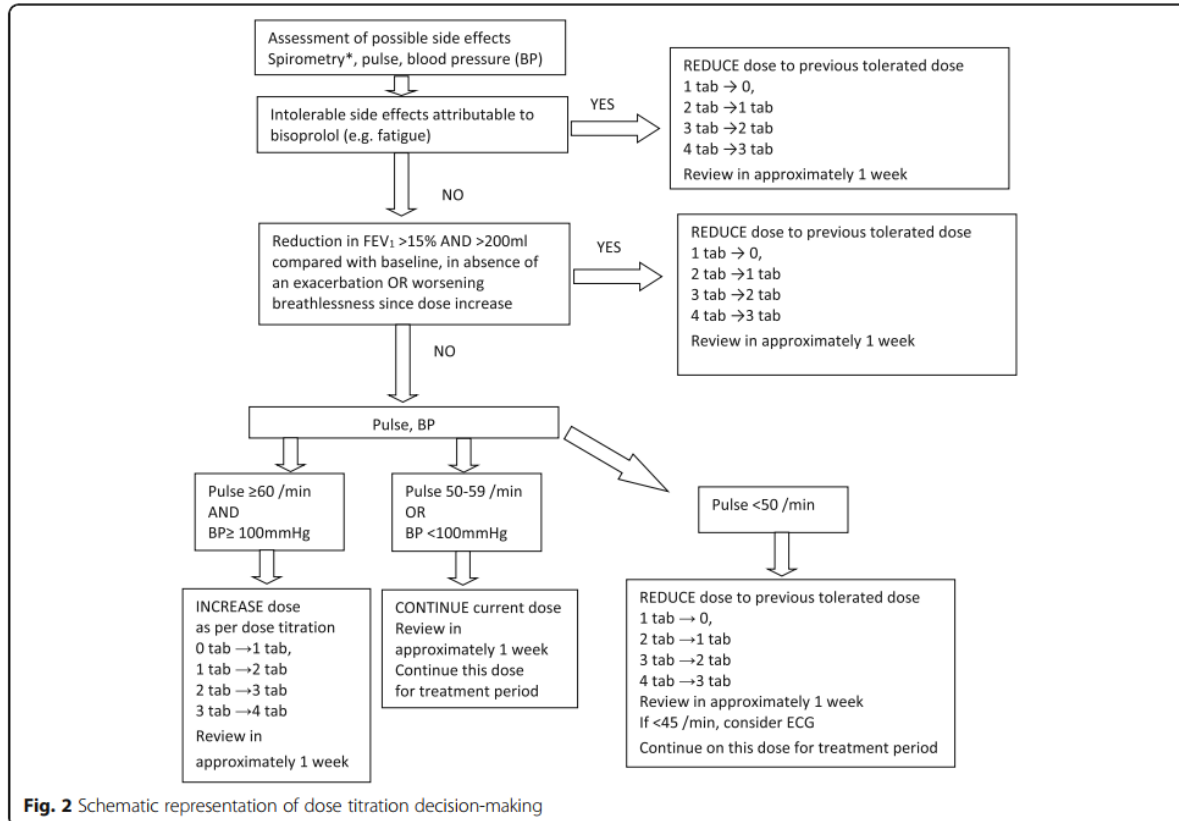 Assessment of possible side effects
Spirometry*, pulse, blood pressure (BP)
Intolerable side effects attributable to
bisoprolol (e.g. fatigue)
YES
REDUCE dose to previous tolerated dose
1 tab → 0,
2 tab →1 tab
3 tab →2 tab
4 tab →3 tab
Review in approximately 1 week
NO
Reduction in FEV₁ >15% AND >200ml
compared with baseline, in absence of
an exacerbation OR worsening
breathlessness since dose increase
YES
REDUCE dose to previous tolerated dose
1 tab → 0,
2 tab →1 tab
3 tab →2 tab
4 tab →3 tab
Review in approximately 1 week
NO
Pulse, BP
Pulse ≥60 /min
AND
BP≥ 100mmHg
Pulse 50-59 /min
OR
BP <100mmHg
Pulse <50 /min
INCREASE dose
as per dose titration
0 tab →1 tab,
1 tab →2 tab
2 tab →3 tab
3 tab →4 tab
Review in
approximately 1 week
CONTINUE current dose
Review in
approximately 1 week
Continue this dose
for treatment period
REDUCE dose to previous tolerated dose
1 tab → 0,
2 tab →1 tab
3 tab →2 tab
4 tab →3 tab
Review in approximately 1 week
If <45 /min, consider ECG
Continue on this dose for treatment period
Fig. 2 Schematic representation of dose titration decision-making